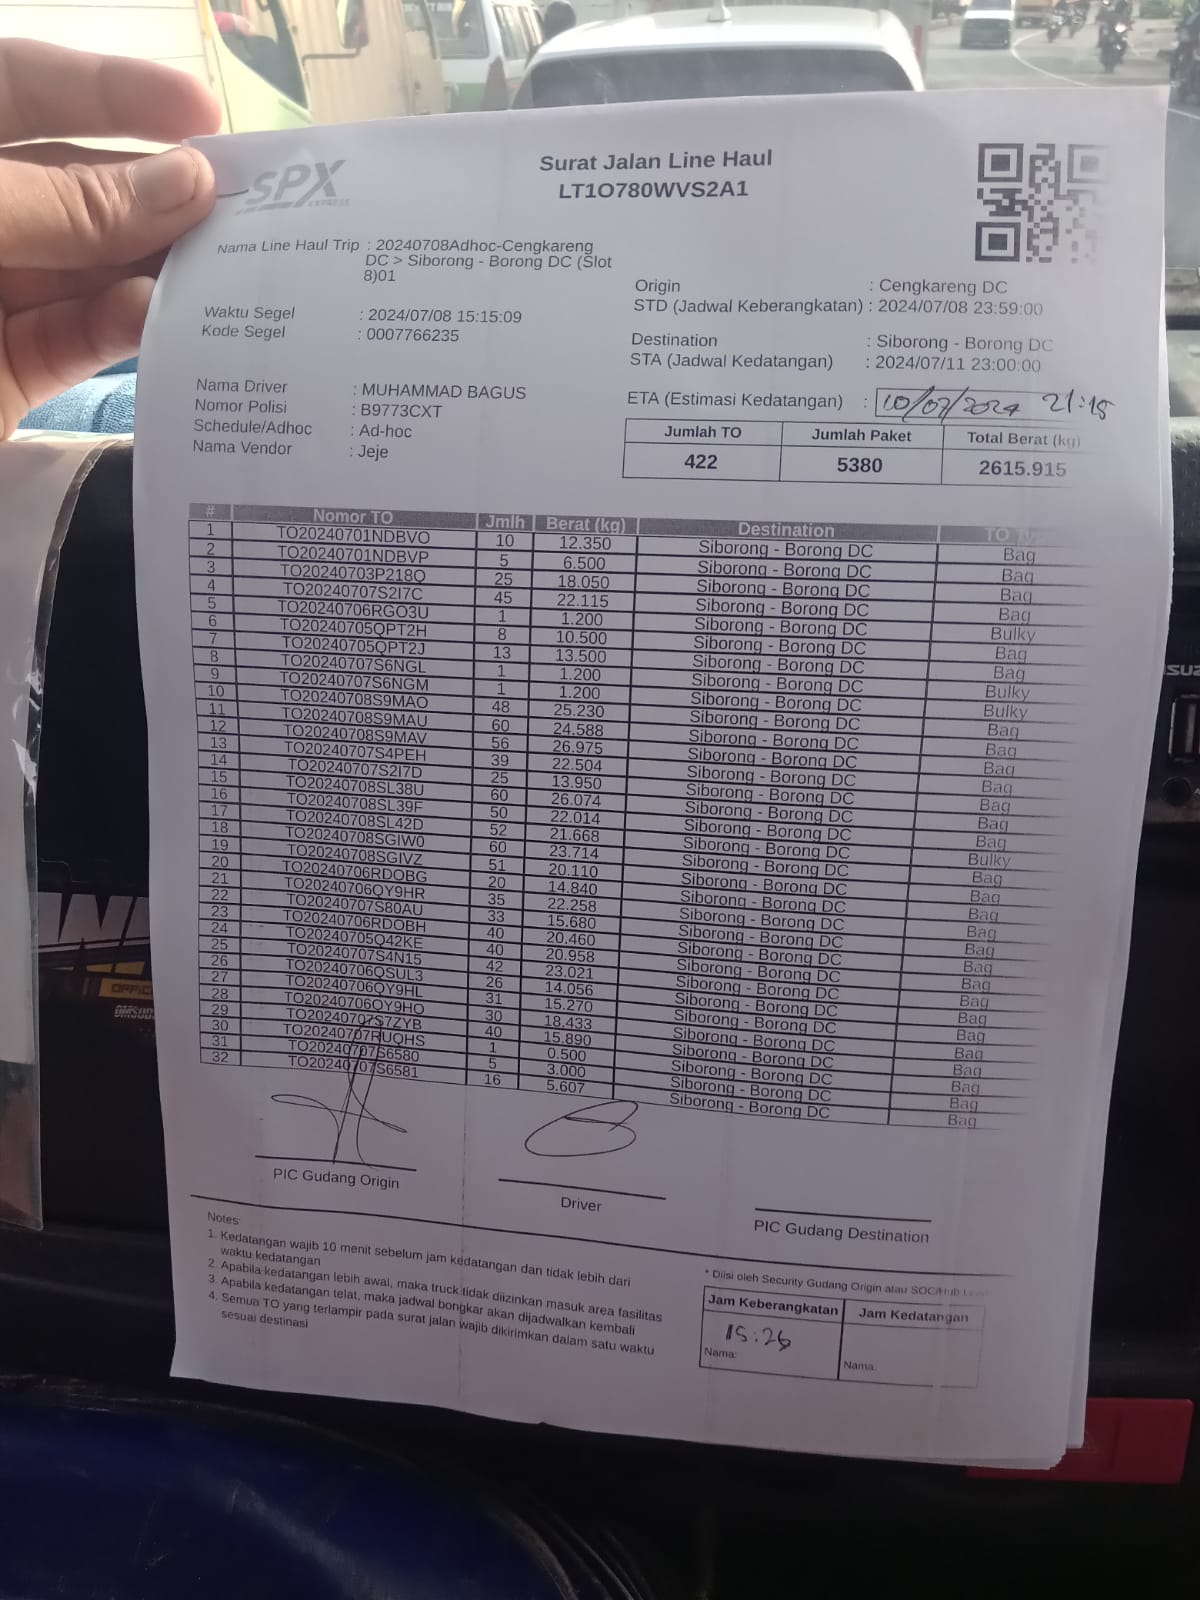 SPX
EXPRESS
Surat Jalan Line Haul
LT1O780WVS2A1
Nama Line Haul Trip : 20240708Adhoc-Cengkareng
DC > Siborong - Borong DC (Slot
8)01
Waktu Segel : 2024/07/08 15:15:09
Kode Segel : 0007766235
Nama Driver : MUHAMMAD BAGUS
Nomor Polisi : B9773CXT
Schedule/Adhoc : Ad-hoc
Nama Vendor : Jeje
Origin : Cengkareng DC
STD (Jadwal Keberangkatan) : 2024/07/08 23:59:00
Destination : Siborong - Borong DC
STA (Jadwal Kedatangan) : 2024/07/11 23:00:00
ETA (Estimasi Kedatangan) : 10/07/2024 21:15
Jumlah TO Jumlah Paket Total Berat (kg)
422 5380 2615.915
# Nomor TO Jmlh Berat (kg) Destination TO
1 TO20240701NDBVO 10 12.350 Siborong - Borong DC Bag
2 TO20240701NDBVP 5 6.500 Siborong - Borong DC Bag
3 TO20240703P218Q 25 18.050 Siborong - Borong DC Bag
4 TO20240707S2I7C 45 22.115 Siborong - Borong DC Bag
5 TO20240706RGO3U 1 1.200 Siborong - Borong DC Bulky
6 TO20240705QPT2H 8 10.500 Siborong - Borong DC Bag
7 TO20240705QPT2J 13 13.500 Siborong - Borong DC Bag
8 TO20240707S6NGL 1 1.200 Siborong - Borong DC Bulky
9 TO20240707S6NGM 1 1.200 Siborong - Borong DC Bulky
10 TO20240708S9MAO 48 25.230 Siborong - Borong DC Bag
11 TO20240708S9MAU 60 24.588 Siborong - Borong DC Bag
12 TO20240708S9MAV 56 26.975 Siborong - Borong DC Bag
13 TO20240707S4PEH 39 22.504 Siborong - Borong DC Bag
14 TO20240707S2I7D 25 13.950 Siborong - Borong DC Bag
15 TO20240708SL38U 60 26.074 Siborong - Borong DC Bag
16 TO20240708SL39F 50 22.014 Siborong - Borong DC Bag
17 TO20240708SL42D 52 21.668 Siborong - Borong DC Bulky
18 TO20240708SGIW0 60 23.714 Siborong - Borong DC Bag
19 TO20240708SGIVZ 51 20.110 Siborong - Borong DC Bag
20 TO20240706RDOBG 20 14.840 Siborong - Borong DC Bag
21 TO20240706QY9HR 35 22.258 Siborong - Borong DC Bag
22 TO20240707S80AU 33 15.680 Siborong - Borong DC Bag
23 TO20240706RDOBH 40 20.460 Siborong - Borong DC Bag
24 TO20240705Q42KE 40 20.958 Siborong - Borong DC Bag
25 TO20240707S4N15 42 23.021 Siborong - Borong DC Bag
26 TO20240706QSUL3 26 14.056 Siborong - Borong DC Bag
27 TO20240706QY9HL 31 15.270 Siborong - Borong DC Bag
28 TO20240706QY9HO 30 18.433 Siborong - Borong DC Bag
29 TO20240707S7ZYB 40 15.890 Siborong - Borong DC Bag
30 TO20240707RUQHS 1 0.500 Siborong - Borong DC Bag
31 TO20240707S6580 5 3.000 Siborong - Borong DC Bag
32 TO20240707S6581 16 5.607 Siborong - Borong DC Bag
PIC Gudang Origin
Driver
PIC Gudang Destination
Notes:
1. Kedatangan wajib 10 menit sebelum jam kedatangan dan tidak lebih dari
waktu kedatangan
2. Apabila kedatangan lebih awal, maka truck tidak diizinkan masuk area fasilitas
3. Apabila kedatangan telat, maka jadwal bongkar akan dijadwalkan kembali
4. Semua TO yang terlampir pada surat jalan wajib dikirimkan dalam satu waktu
sesuai destinasi
* Diisi oleh Security Gudang Origin atau SOC/Hub
Jam Keberangkatan Jam Kedatangan
15:26
Nama: Nama: